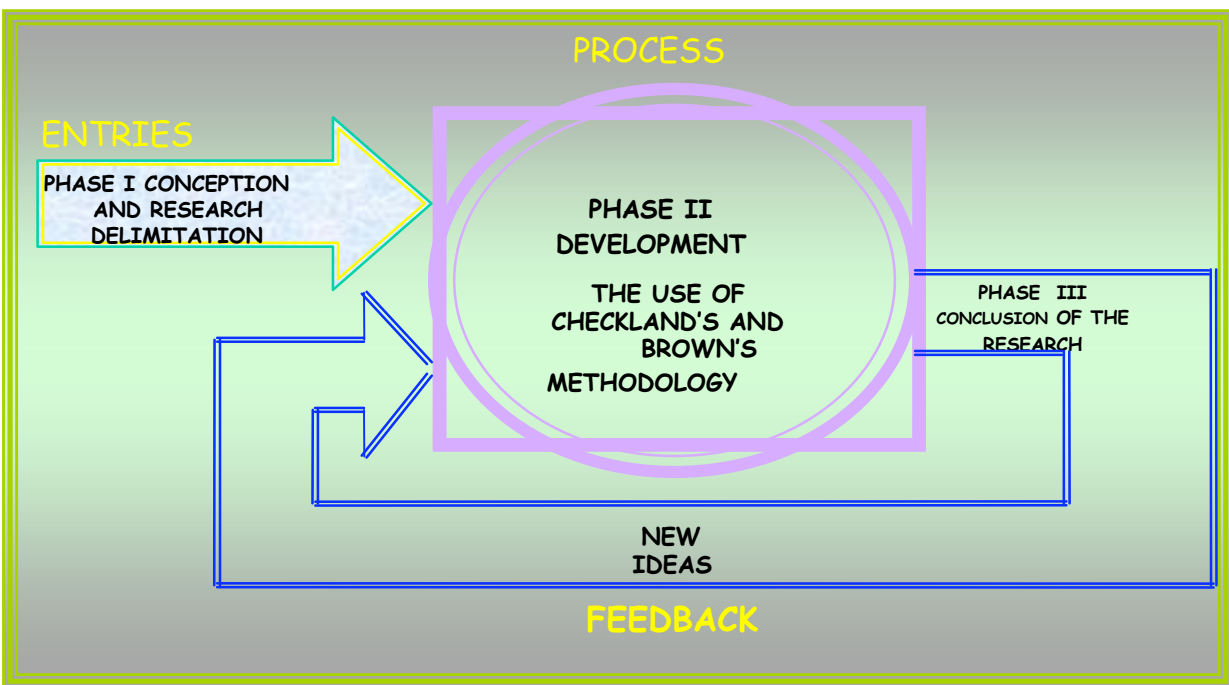 PROCESS
ENTRIES
PHASE I CONCEPTION
AND RESEARCH
DELIMITATION
PHASE II
DEVELOPMENT
THE USE OF
CHECKLAND'S AND
BROWN'S
METHODOLOGY
PHASE III
CONCLUSION OF THE
RESEARCH
NEW
IDEAS
FEEDBACK